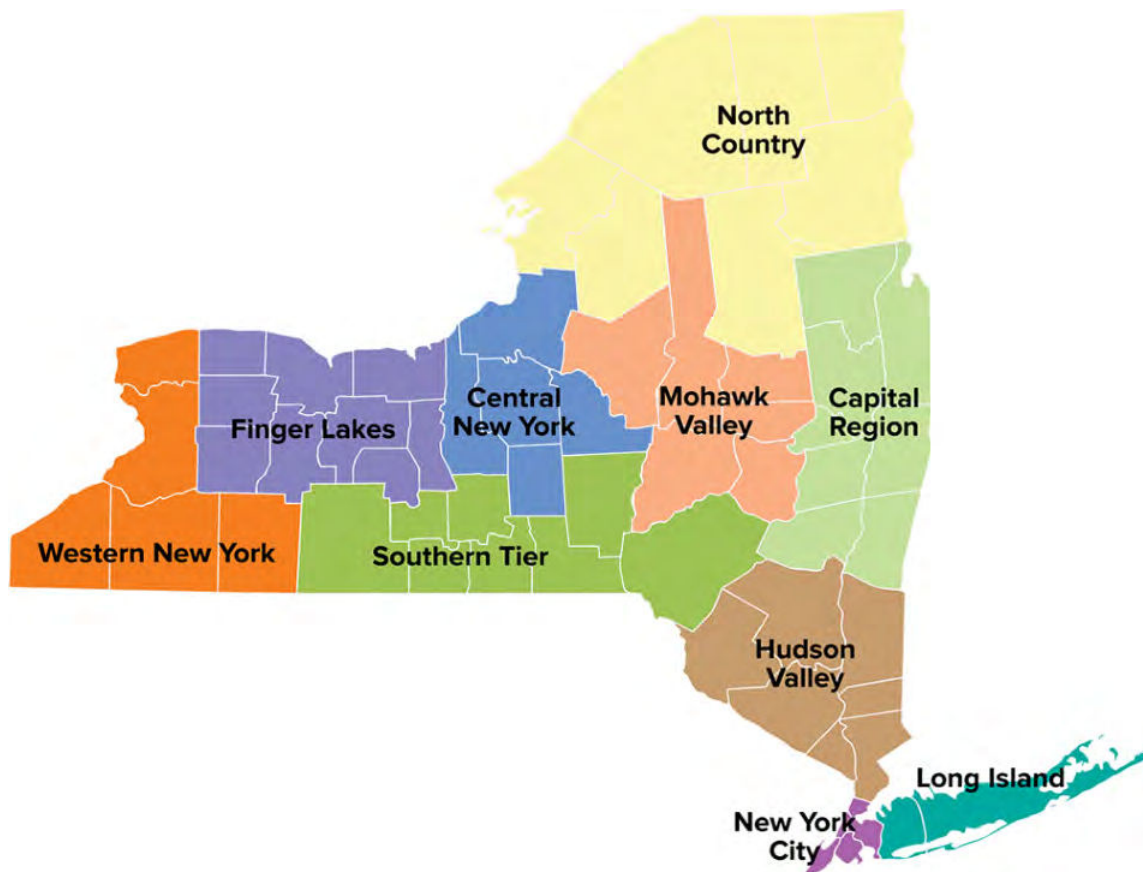 North
Country
Central
New York
Mohawk
Valley
Capital
Region
Finger Lakes
Western New York
Southern Tier
Hudson
Valley
Long Island
New York
City